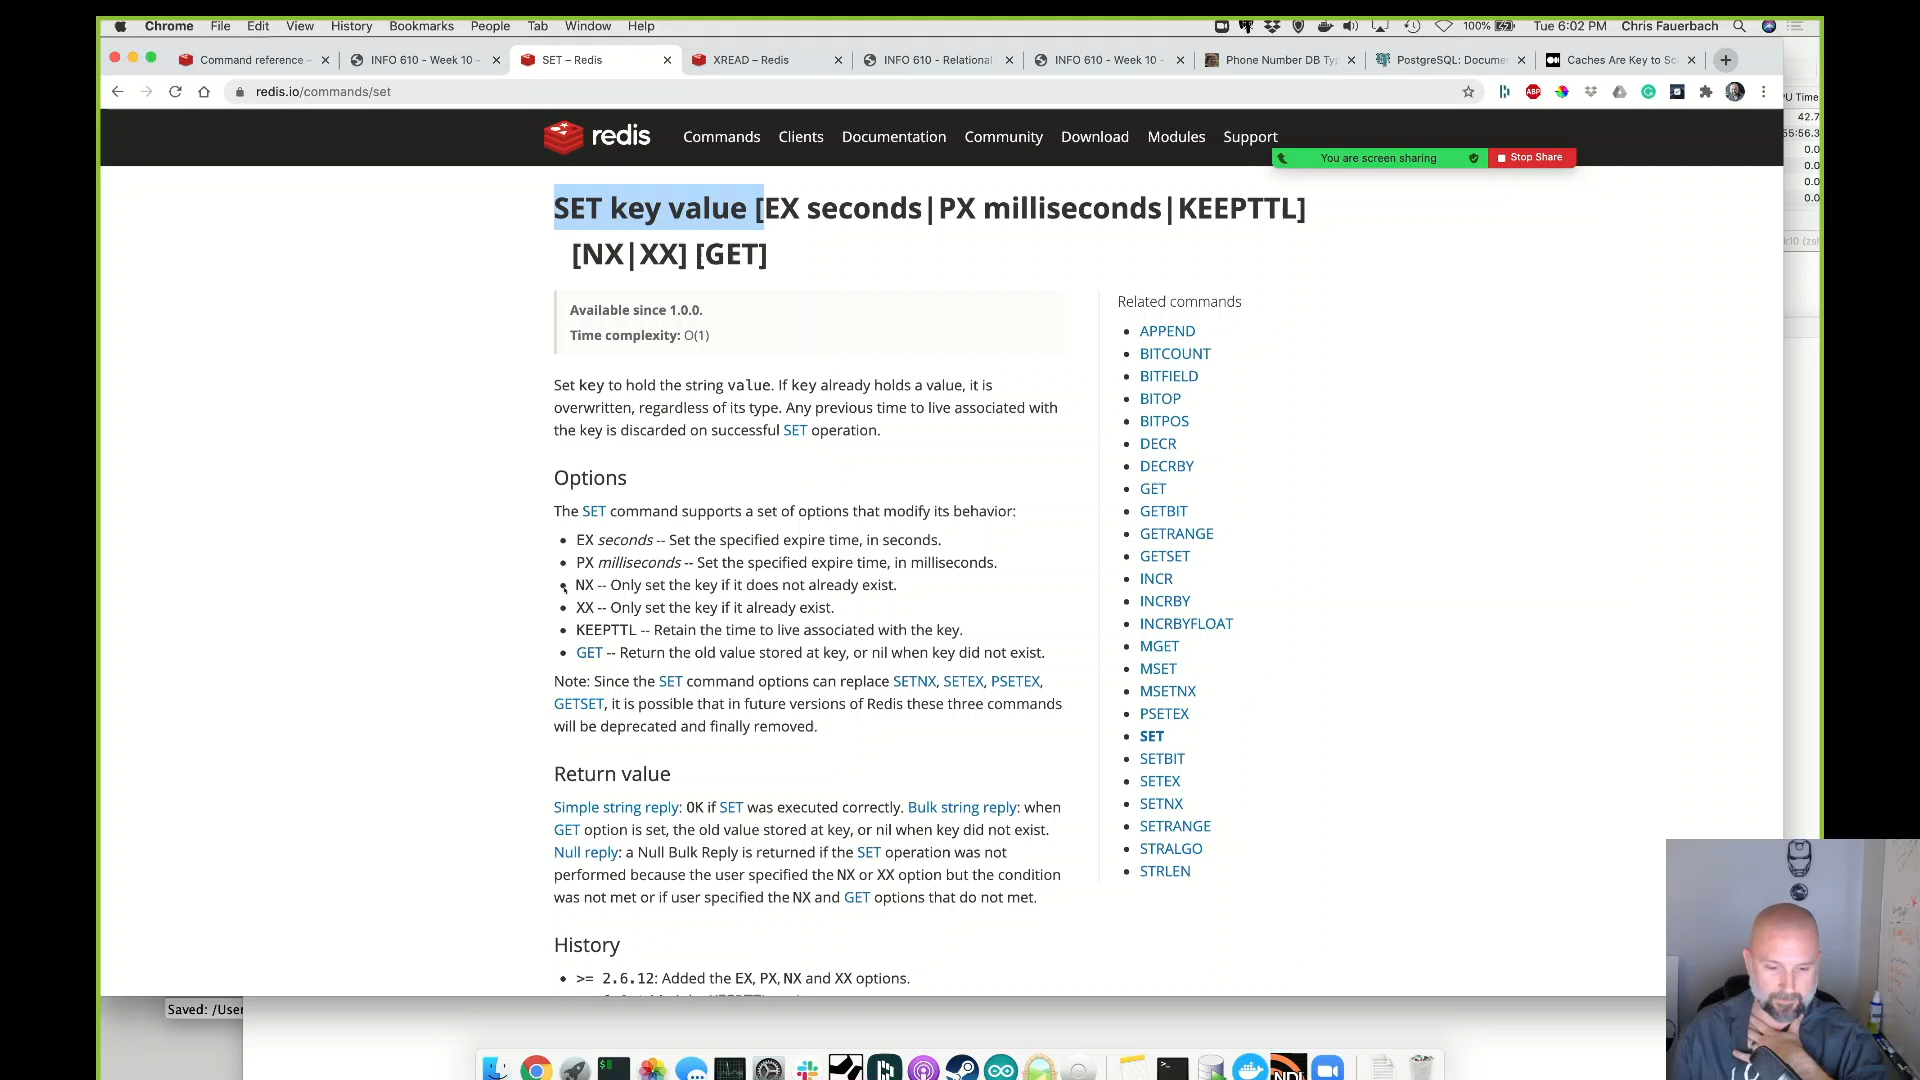 Chrome File Edit View History Bookmarks People Tab Window Help 100% Tue 6:02 PM Chris Fauerbach
Command reference – INFO 610 - Week 10 - SET – Redis XREAD – Redis INFO 610 - Relational INFO 610 - Week 10 - Phone Number DB Typ PostgreSQL: Docume Caches Are Key to Sc
redis.io/commands/set
U Time
redis Commands Clients Documentation Community Download Modules Support
You are screen sharing Stop Share
42.7
55:56.3
0.0
0.0
0.0
0.0
SET key value [EX seconds|PX milliseconds|KEEPTTL]
[NX|XX] [GET]
Available since 1.0.0.
Time complexity: O(1)
Set key to hold the string value. If key already holds a value, it is
overwritten, regardless of its type. Any previous time to live associated with
the key is discarded on successful SET operation.
Options
The SET command supports a set of options that modify its behavior:
• EX seconds -- Set the specified expire time, in seconds.
• PX milliseconds -- Set the specified expire time, in milliseconds.
• NX -- Only set the key if it does not already exist.
• XX -- Only set the key if it already exist.
• KEEPTTL -- Retain the time to live associated with the key.
• GET -- Return the old value stored at key, or nil when key did not exist.
Note: Since the SET command options can replace SETNX, SETEX, PSETEX,
GETSET, it is possible that in future versions of Redis these three commands
will be deprecated and finally removed.
Return value
Simple string reply: OK if SET was executed correctly. Bulk string reply: when
GET option is set, the old value stored at key, or nil when key did not exist.
Null reply: a Null Bulk Reply is returned if the SET operation was not
performed because the user specified the NX or XX option but the condition
was not met or if user specified the NX and GET options that do not met.
History
• >= 2.6.12: Added the EX, PX, NX and XX options.
Related commands
• APPEND
• BITCOUNT
• BITFIELD
• BITOP
• BITPOS
• DECR
• DECRBY
• GET
• GETBIT
• GETRANGE
• GETSET
• INCR
• INCRBY
• INCRBYFLOAT
• MGET
• MSET
• MSETNX
• PSETEX
• SET
• SETBIT
• SETEX
• SETNX
• SETRANGE
• STRALGO
• STRLEN
Saved: /User